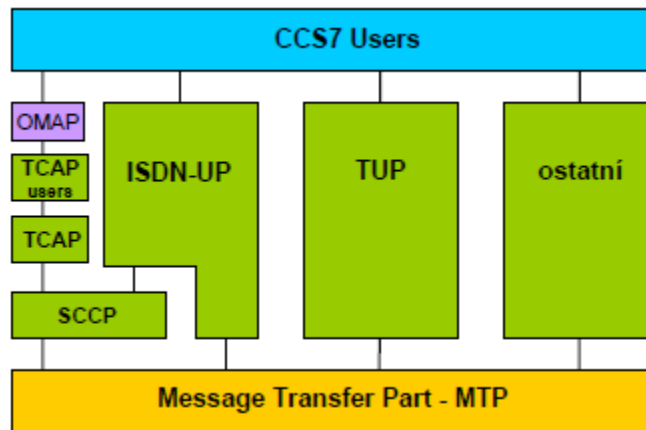 CCS7 Users
OMAP
TCAP
users
TCAP
SCCP
ISDN-UP
TUP
ostatní
Message Transfer Part - MTP